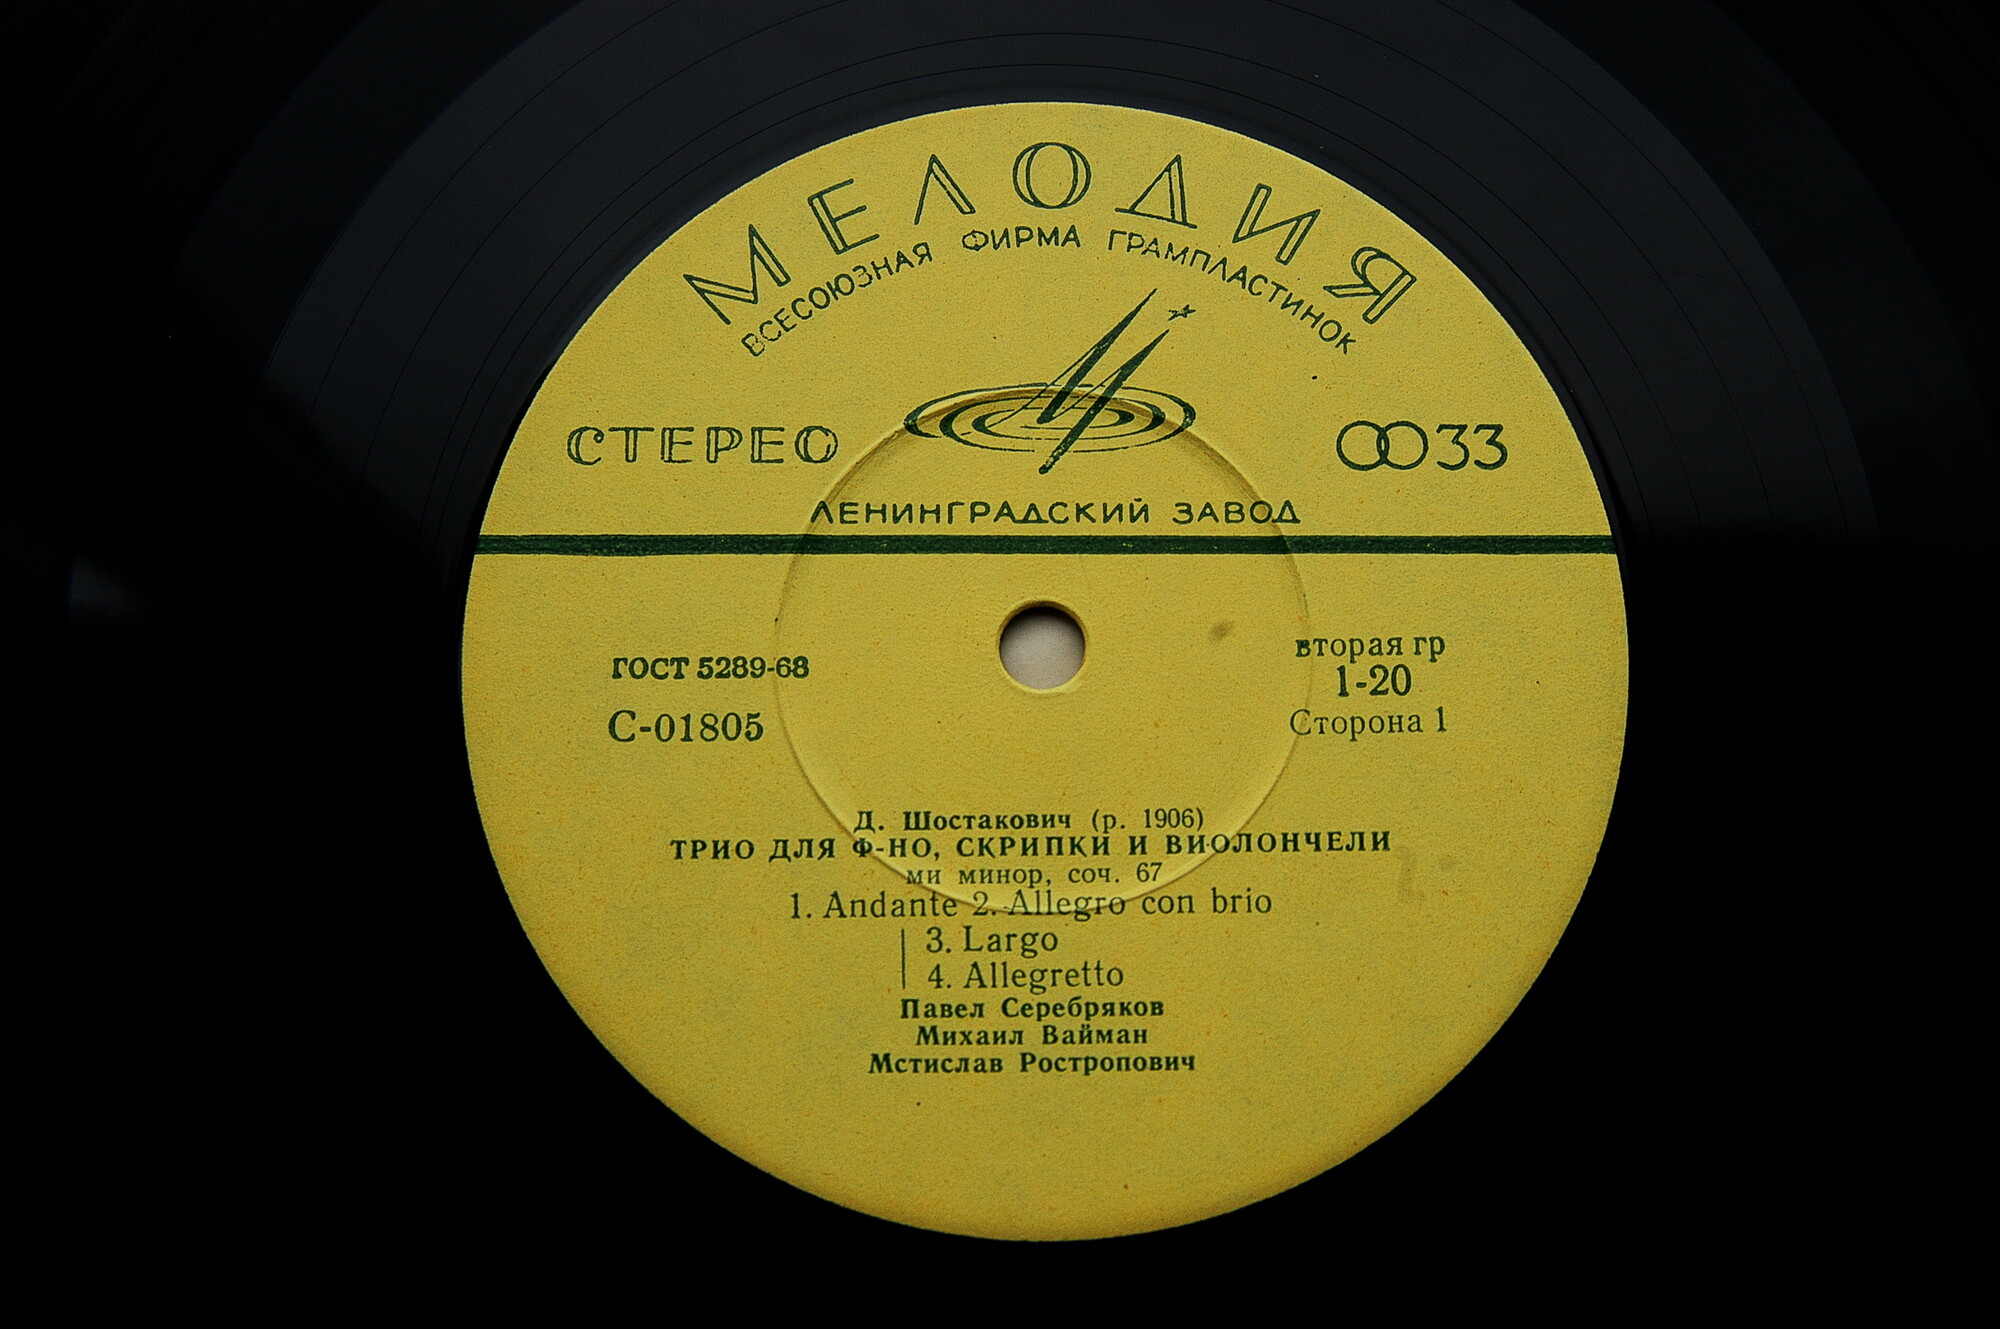 МЕЛОДИЯ
ВСЕСОЮЗНАЯ ФИРМА ГРАМПЛАСТИНОК
СТЕРЕО
33
ЛЕНИНГРАДСКИЙ ЗАВОД
ГОСТ 5289-68
С-01805
вторая гр
1-20
Сторона 1
Д. Шостакович (р. 1906)
ТРИО ДЛЯ Ф-НО, СКРИПКИ И ВИОЛОНЧЕЛИ
ми минор, соч. 67
1. Andante 2. Allegro con brio
3. Largo
4. Allegretto
Павел Серебряков
Михаил Вайман
Мстислав Ростропович